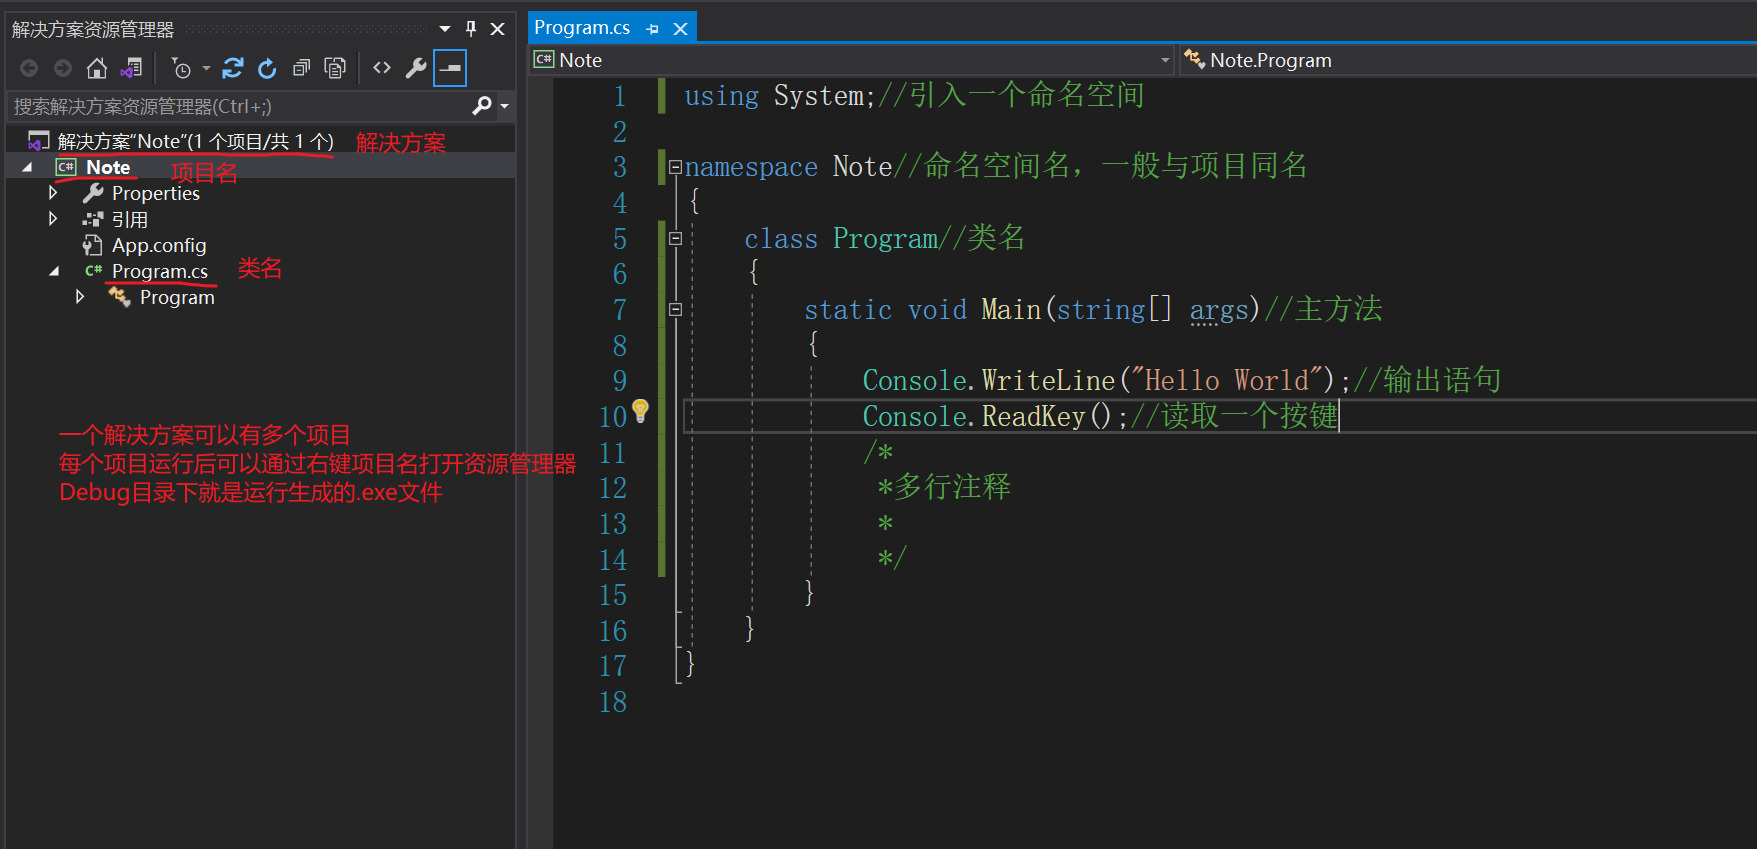 解决方案资源管理器
搜索解决方案资源管理器(Ctrl+;)
解决方案"Note"(1 个项目/共 1 个) 解决方案
C# Note 项目名
Properties
引用
App.config
C# Program.cs 类名
Program
一个解决方案可以有多个项目
每个项目运行后可以通过右键项目名打开资源管理器
Debug目录下就是运行生成的.exe文件
Program.cs
C# Note
Note.Program
1 using System;//引入一个命名空间
2
3 namespace Note//命名空间名，一般与项目同名
4 {
5 class Program//类名
6 {
7 static void Main(string[] args)//主方法
8 {
9 Console.WriteLine("Hello World");//输出语句
10 Console.ReadKey();//读取一个按键
11 /*
12 *多行注释
13 *
14 */
15 }
16 }
17 }
18